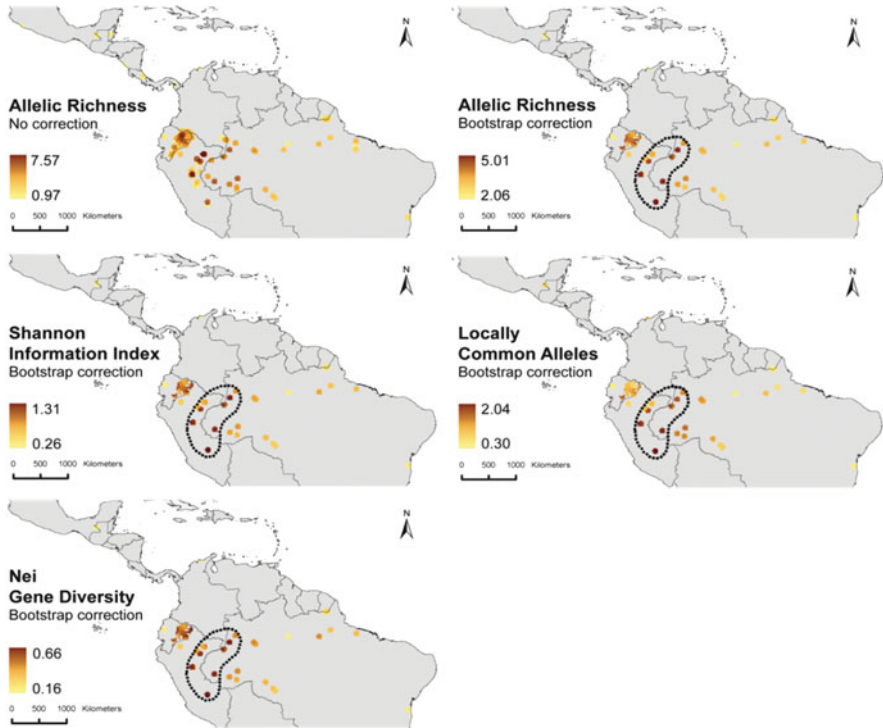 N
Allelic Richness
No correction
7.57
0.97
0 500 1000 Kilometers
N
Allelic Richness
Bootstrap correction
5.01
2.06
0 500 1000 Kilometers
N
Shannon
Information Index
Bootstrap correction
1.31
0.26
0 500 1000 Kilometers
N
Locally
Common Alleles
Bootstrap correction
2.04
0.30
0 500 1000 Kilometers
N
Nei
Gene Diversity
Bootstrap correction
0.66
0.16
0 500 1000 Kilometers